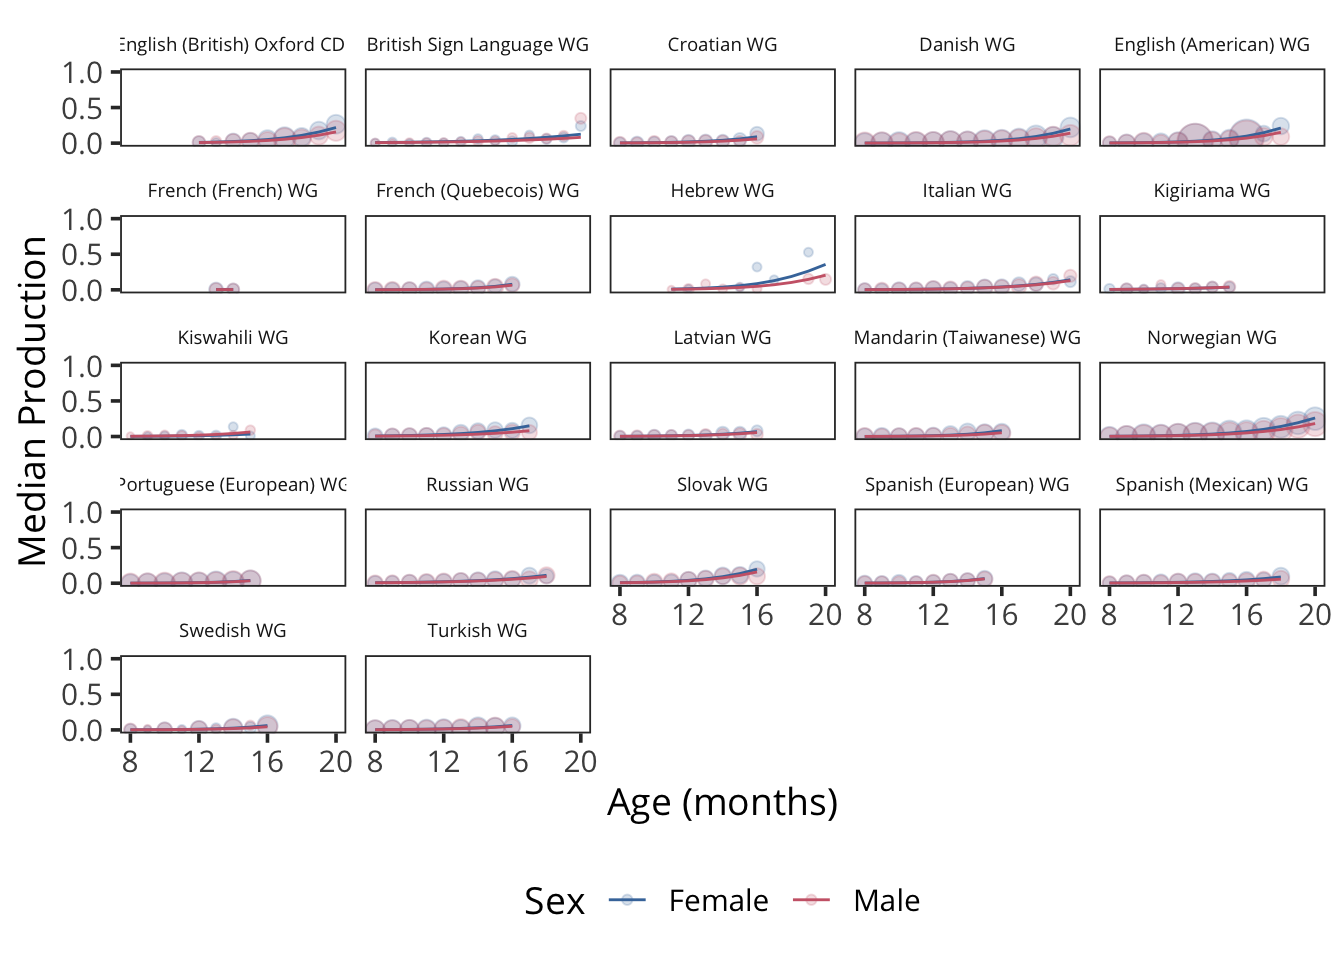 English (British) Oxford CD British Sign Language WG Croatian WG Danish WG English (American) WG
1.0
0.5
0.0
French (French) WG French (Quebecois) WG Hebrew WG Italian WG Kigiriama WG
1.0
0.5
0.0
Kiswahili WG Korean WG Latvian WG Mandarin (Taiwanese) WG Norwegian WG
1.0
0.5
0.0
Portuguese (European) WG Russian WG Slovak WG Spanish (European) WG Spanish (Mexican) WG
1.0
0.5
0.0
8 12 16 20 8 12 16 20 8 12 16 20
Swedish WG Turkish WG
1.0
0.5
0.0
8 12 16 20 8 12 16 20
Median Production
Age (months)
Sex Female Male